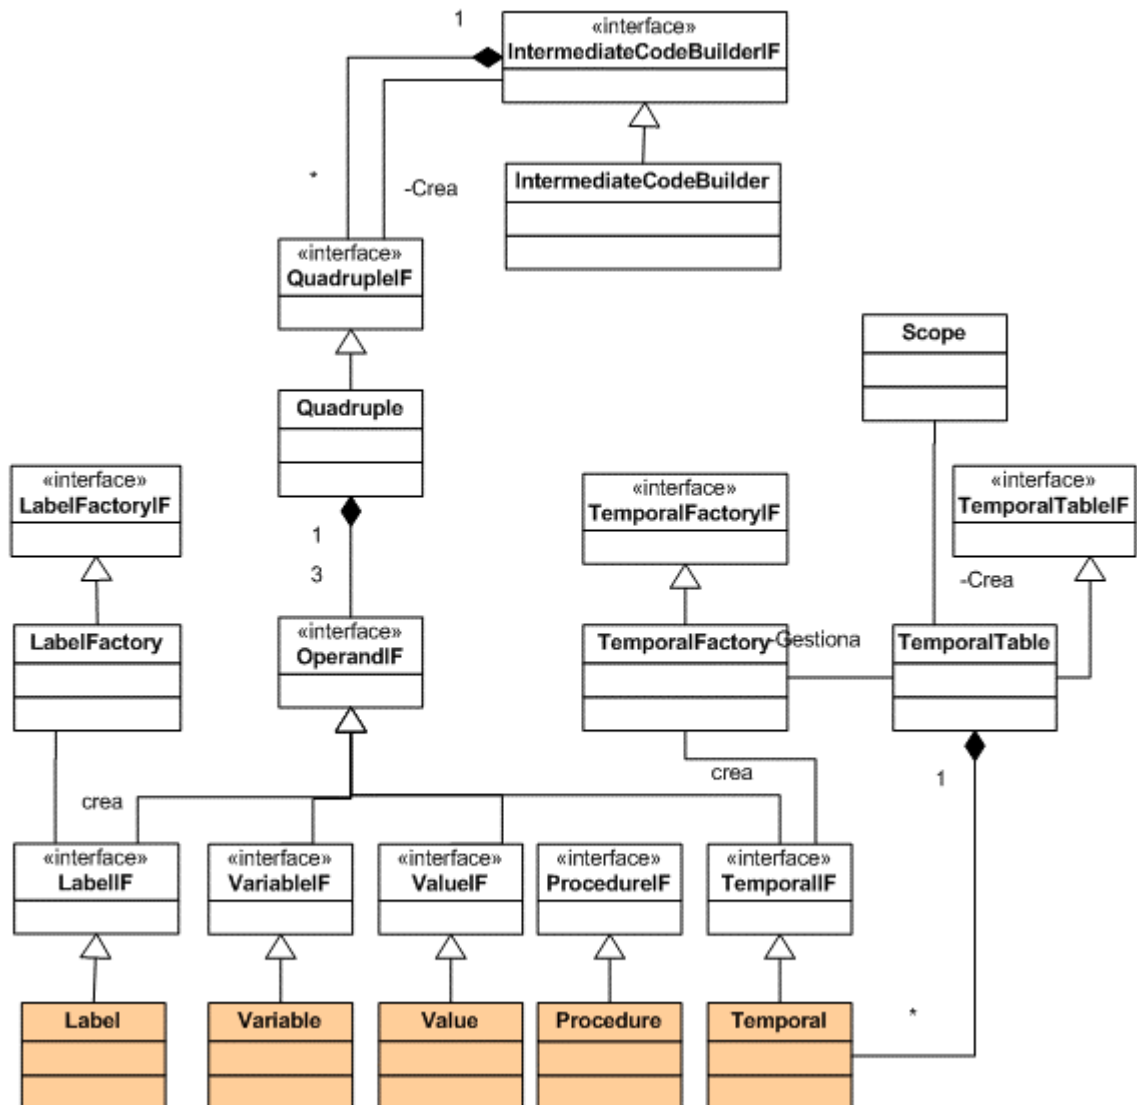 1
«interface»
IntermediateCodeBuilderIF
*
-Crea
IntermediateCodeBuilder
«interface»
QuadrupleIF
Scope
Quadruple
«interface»
LabelFactoryIF
«interface»
TemporalFactoryIF
«interface»
TemporalTableIF
1
3
-Crea
«interface»
OperandIF
LabelFactory
TemporalFactory
-Gestiona
TemporalTable
crea
crea
1
«interface»
LabelIF
«interface»
VariableIF
«interface»
ValueIF
«interface»
ProcedureIF
«interface»
TemporalIF
Label
Variable
Value
Procedure
Temporal
*